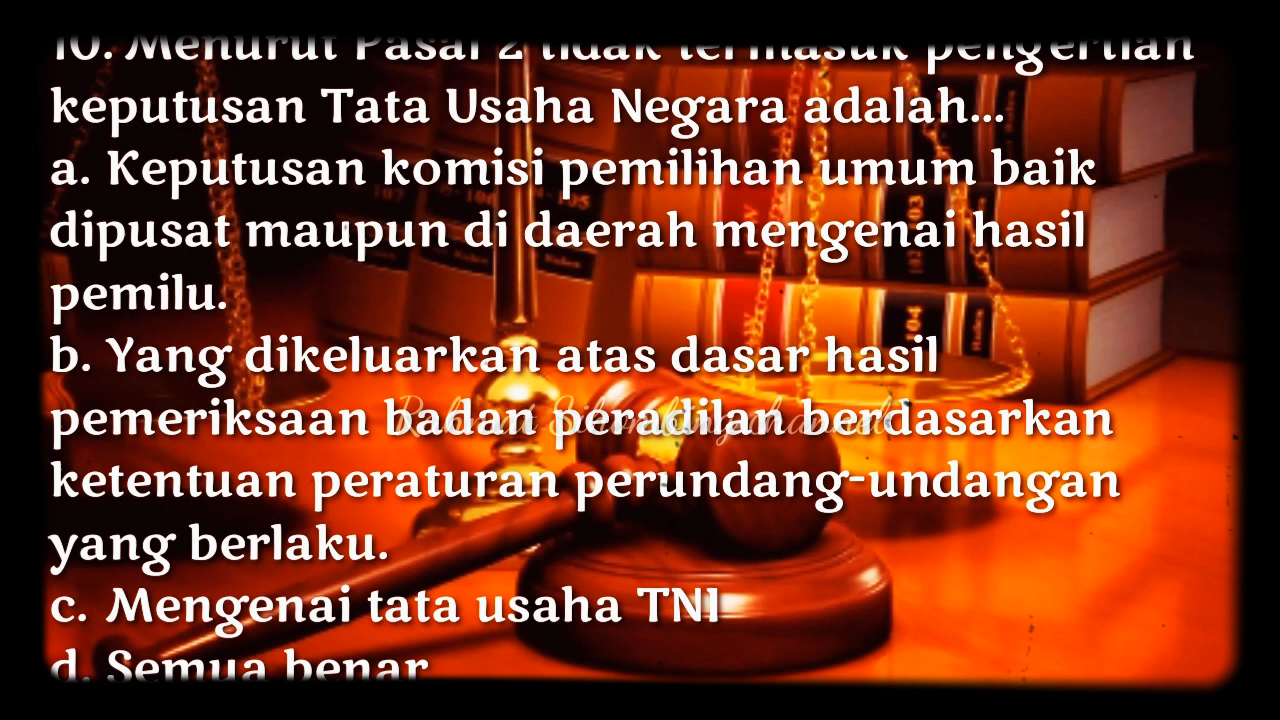 10. Menurut Pasal 2 tidak termasuk pengertian
keputusan Tata Usaha Negara adalah...
a. Keputusan komisi pemilihan umum baik
dipusat maupun di daerah mengenai hasil
pemilu.
b. Yang dikeluarkan atas dasar hasil
pemeriksaan badan peradilan berdasarkan
ketentuan peraturan perundang-undangan
yang berlaku.
c. Mengenai tata usaha TNI
d. Semua benar